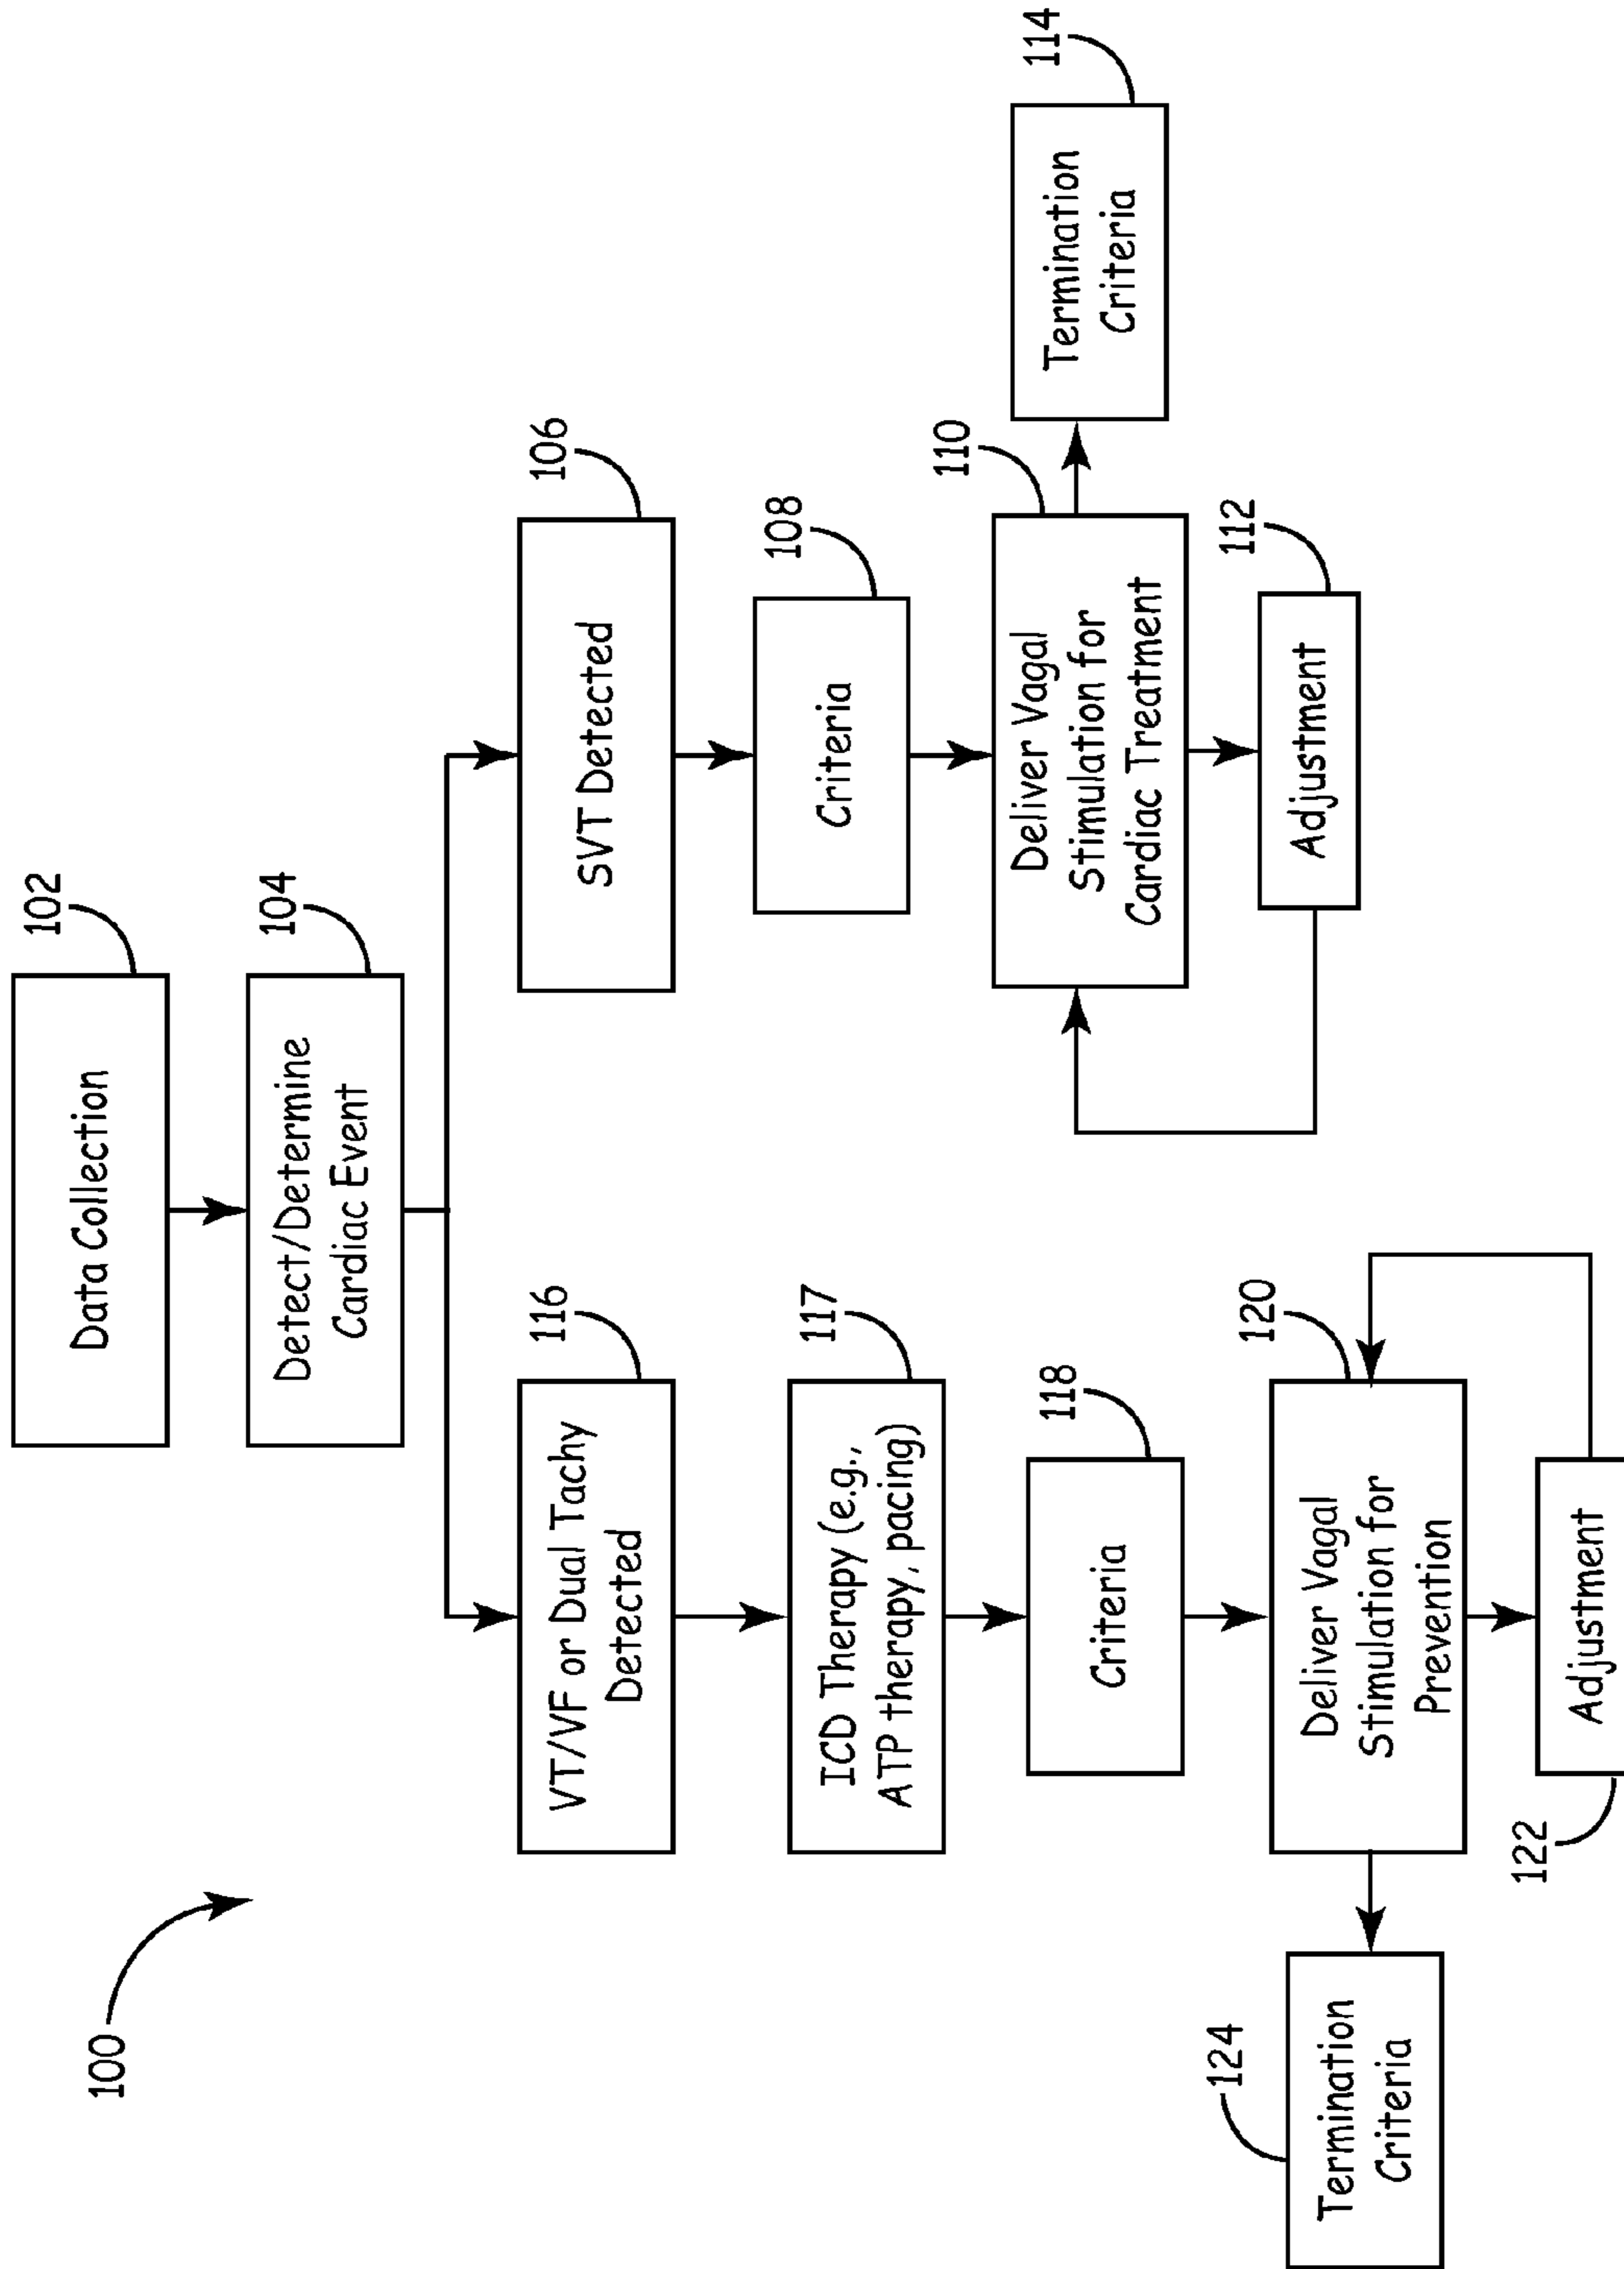 100
102
Data Collection
104
Detect/Determine
Cardiac Event
116
VT/VF or Dual Tachy
Detected
106
SVT Detected
117
ICD Therapy (e.g.,
ATP therapy, pacing)
108
Criteria
118
Criteria
110
Deliver Vagal
Stimulation for
Cardiac Treatment
114
Termination
Criteria
112
Adjustment
120
Deliver Vagal
Stimulation for
Prevention
124
Termination
Criteria
122
Adjustment